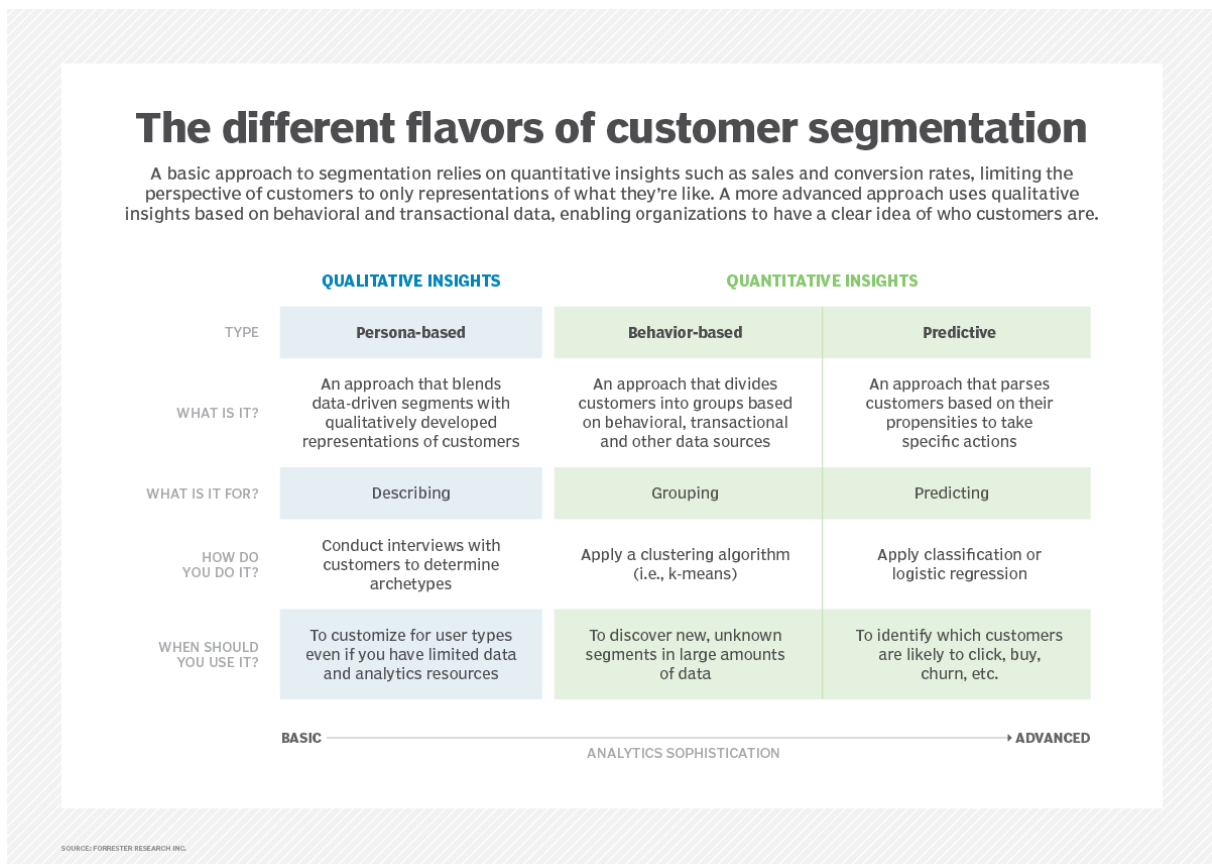 The different flavors of customer segmentation
A basic approach to segmentation relies on quantitative insights such as sales and conversion rates, limiting the
perspective of customers to only representations of what they're like. A more advanced approach uses qualitative
insights based on behavioral and transactional data, enabling organizations to have a clear idea of who customers are.
QUALITATIVE INSIGHTS
QUANTITATIVE INSIGHTS
TYPE
Persona-based
Behavior-based
Predictive
WHAT IS IT?
An approach that blends
data-driven segments with
qualitatively developed
representations of customers
An approach that divides
customers into groups based
on behavioral, transactional
and other data sources
An approach that parses
customers based on their
propensities to take
specific actions
WHAT IS IT FOR?
Describing
Grouping
Predicting
HOW DO
YOU DO IT?
Conduct interviews with
customers to determine
archetypes
Apply a clustering algorithm
(i.e., k-means)
Apply classification or
logistic regression
WHEN SHOULD
YOU USE IT?
To customize for user types
even if you have limited data
and analytics resources
To discover new, unknown
segments in large amounts
of data
To identify which customers
are likely to click, buy,
churn, etc.
BASIC
ADVANCED
ANALYTICS SOPHISTICATION
SOURCE: FORRESTER RESEARCH INC.